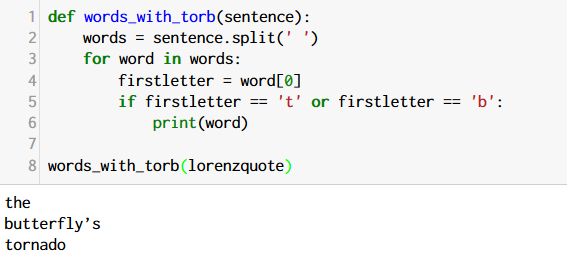 1 def words_with_torb(sentence):
2     words = sentence.split(' ')
3     for word in words:
4         firstletter = word[0]
5         if firstletter == 't' or firstletter == 'b':
6             print(word)
7
8 words_with_torb(lorenzquote)
the
butterfly’s
tornado